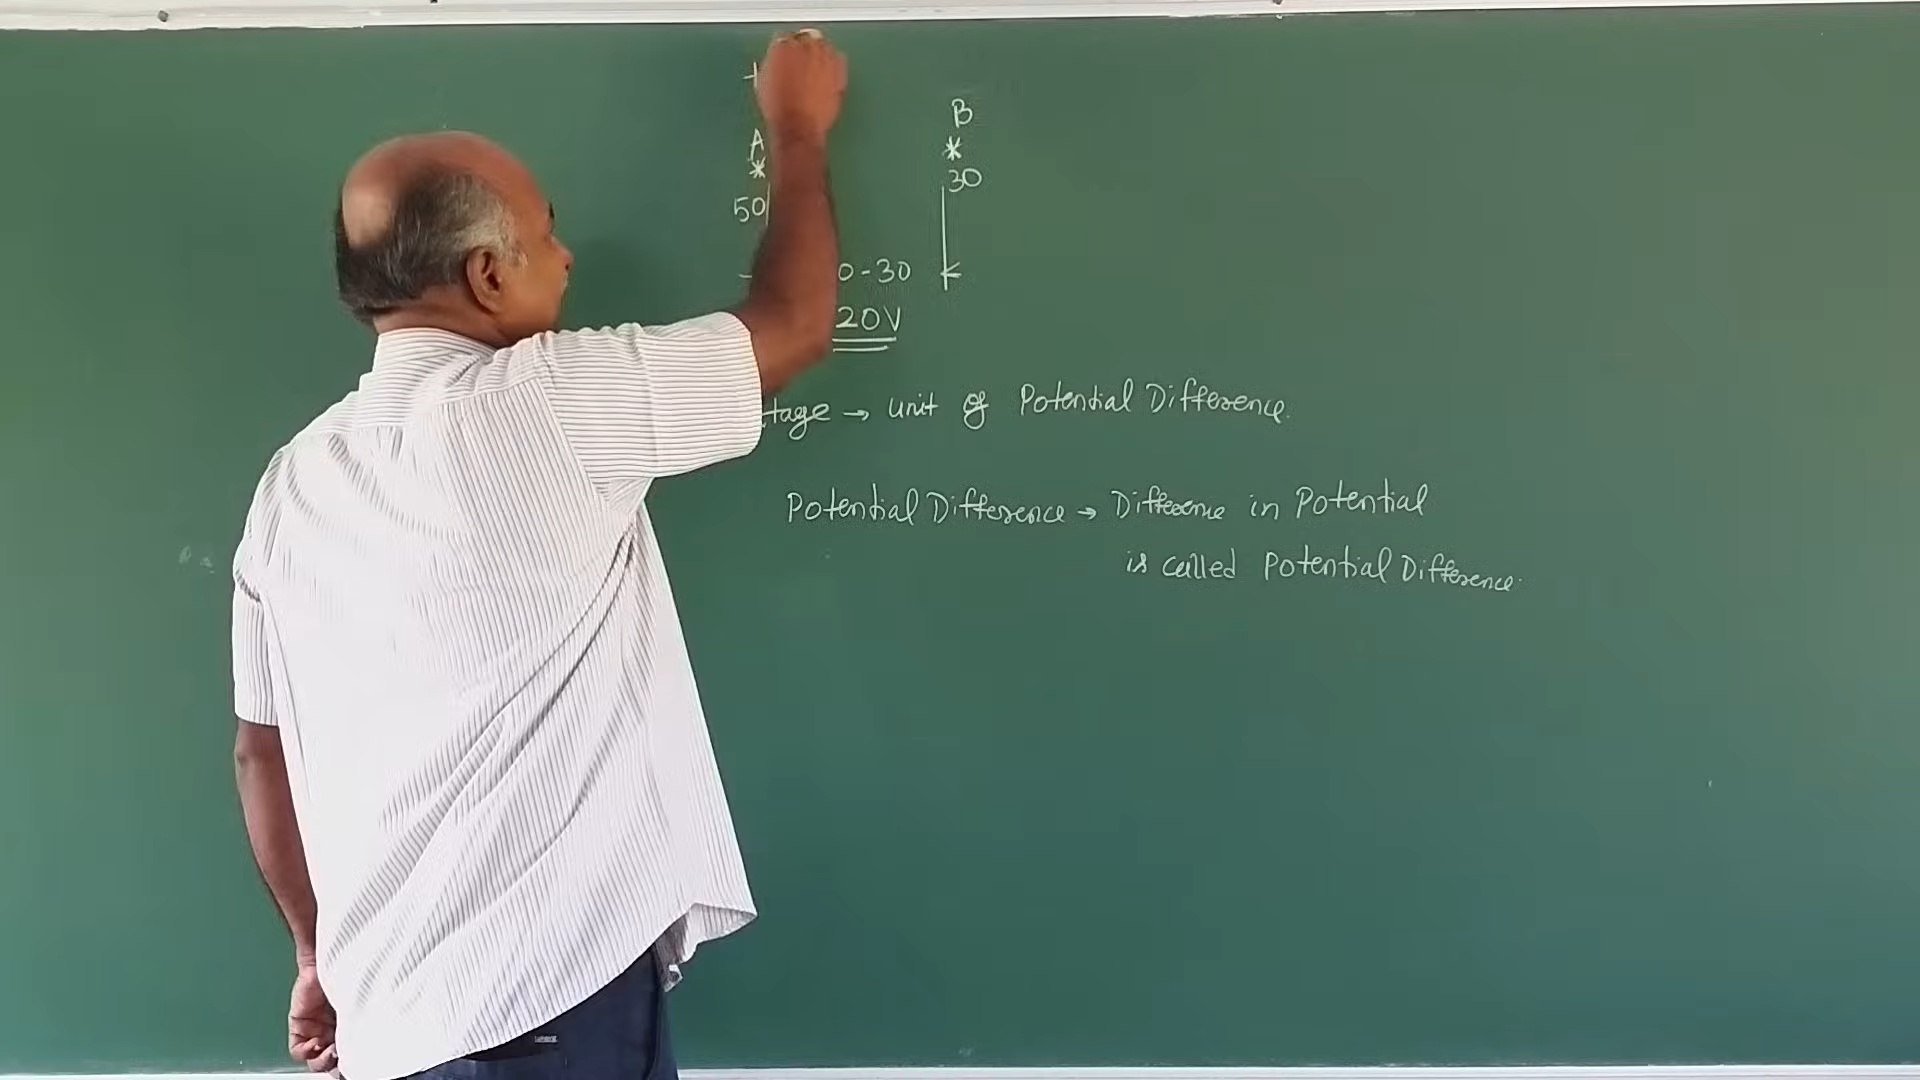 A
B
*
*
50
30
0-30
20V
tage → unit of Potential Difference.
Potential Difference → Difference in Potential
is called Potential Difference.